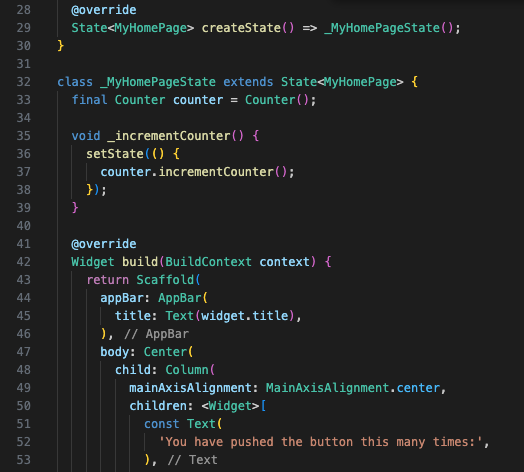 28 @override
29 State<MyHomePage> createState() => _MyHomePageState();
30 }
31
32 class _MyHomePageState extends State<MyHomePage> {
33 final Counter counter = Counter();
34
35 void _incrementCounter() {
36 setState(() {
37 counter.incrementCounter();
38 });
39 }
40
41 @override
42 Widget build(BuildContext context) {
43 return Scaffold(
44 appBar: AppBar(
45 title: Text(widget.title),
46 ), // AppBar
47 body: Center(
48 child: Column(
49 mainAxisAlignment: MainAxisAlignment.center,
50 children: <Widget>[
51 const Text(
52 'You have pushed the button this many times:',
53 ), // Text